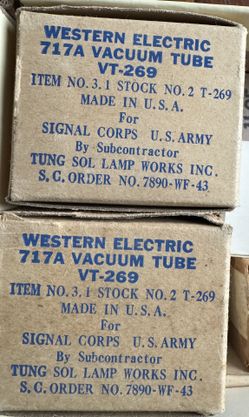 WESTERN ELECTRIC
717A VACUUM TUBE
VT-269
ITEM NO.3.1 STOCK NO.2 T-269
MADE IN U.S.A.
For
SIGNAL CORPS U.S. ARMY
By Subcontractor
TUNG SOL LAMP WORKS INC.
S.C. ORDER NO. 7890-WF-43
WESTERN ELECTRIC
717A VACUUM TUBE
VT-269
ITEM NO.3.1 STOCK NO.2 T-269
MADE IN U.S.A.
For
SIGNAL CORPS U.S. ARMY
By Subcontractor
TUNG SOL LAMP WORKS INC.
S.C. ORDER NO. 7890-WF-43